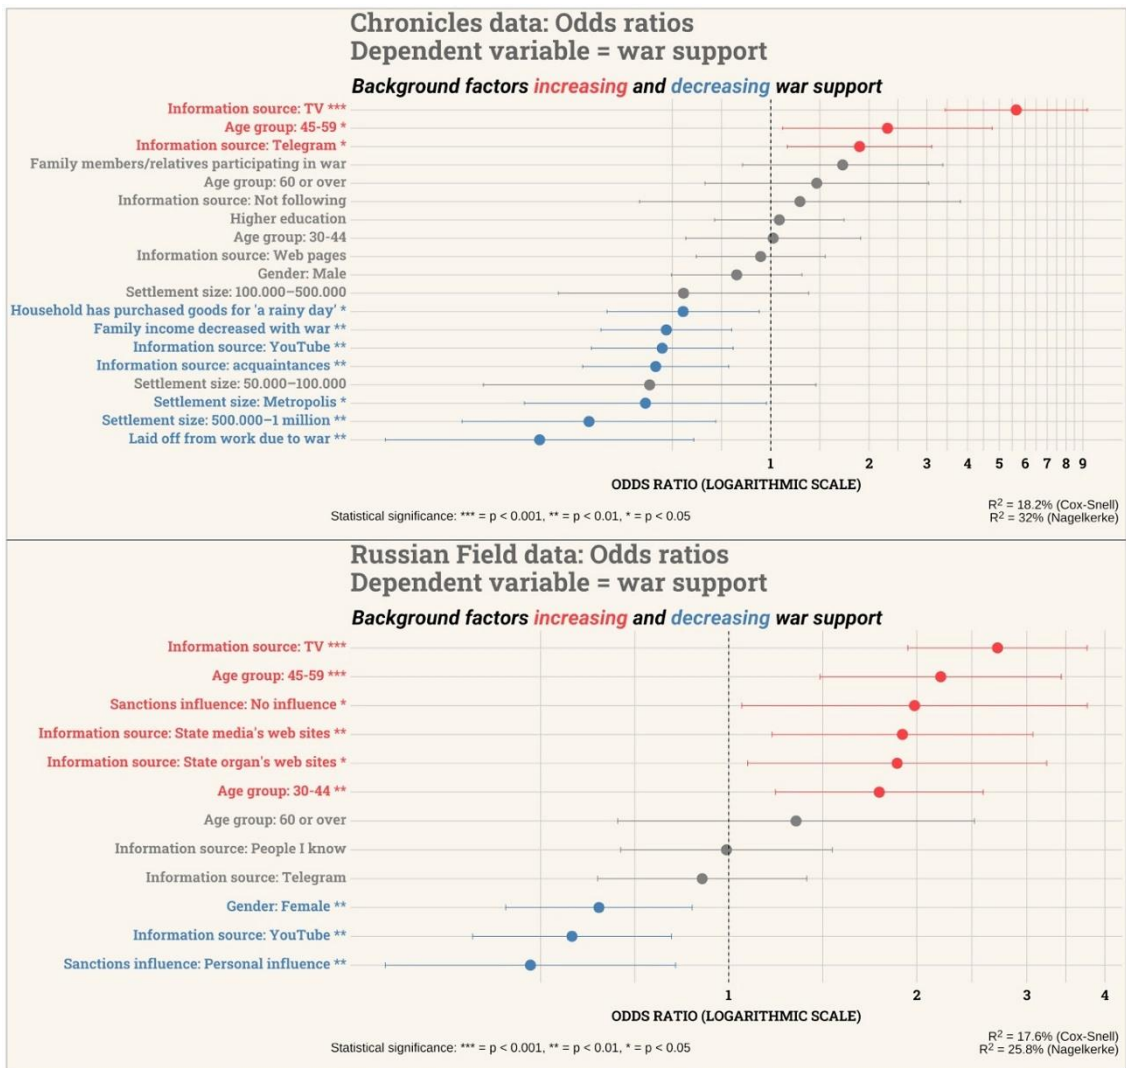 Chronicles data: Odds ratios
Dependent variable = war support
Background factors increasing and decreasing war support
Information source: TV ***
Age group: 45-59 *
Information source: Telegram *
Family members/relatives participating in war
Age group: 60 or over
Information source: Not following
Higher education
Age group: 30-44
Information source: Web pages
Gender: Male
Settlement size: 100.000–500.000
Household has purchased goods for 'a rainy day' *
Family income decreased with war **
Information source: YouTube **
Information source: acquaintances **
Settlement size: 50.000–100.000
Settlement size: Metropolis *
Settlement size: 500.000–1 million **
Laid off from work due to war **
1 2 3 4 5 6 7 8 9
ODDS RATIO (LOGARITHMIC SCALE)
Statistical significance: *** = p < 0.001, ** = p < 0.01, * = p < 0.05
R² = 18.2% (Cox-Snell)
R² = 32% (Nagelkerke)
Russian Field data: Odds ratios
Dependent variable = war support
Background factors increasing and decreasing war support
Information source: TV ***
Age group: 45-59 ***
Sanctions influence: No influence *
Information source: State media's web sites **
Information source: State organ's web sites *
Age group: 30-44 **
Age group: 60 or over
Information source: People I know
Information source: Telegram
Gender: Female **
Information source: YouTube **
Sanctions influence: Personal influence **
1 2 3 4
ODDS RATIO (LOGARITHMIC SCALE)
Statistical significance: *** = p < 0.001, ** = p < 0.01, * = p < 0.05
R² = 17.6% (Cox-Snell)
R² = 25.8% (Nagelkerke)